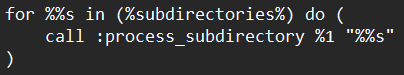 for %%s in (%subdirectories%) do (
    call :process_subdirectory %1 "%%s"
)